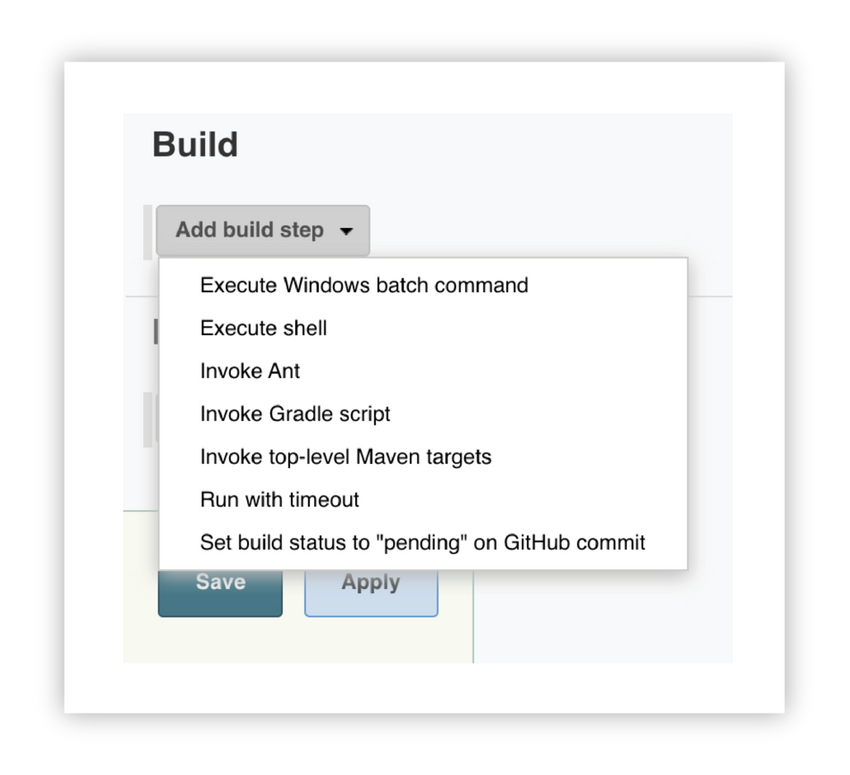 Build
Add build step
Execute Windows batch command
Execute shell
Invoke Ant
Invoke Gradle script
Invoke top-level Maven targets
Run with timeout
Set build status to "pending" on GitHub commit
Save
Apply